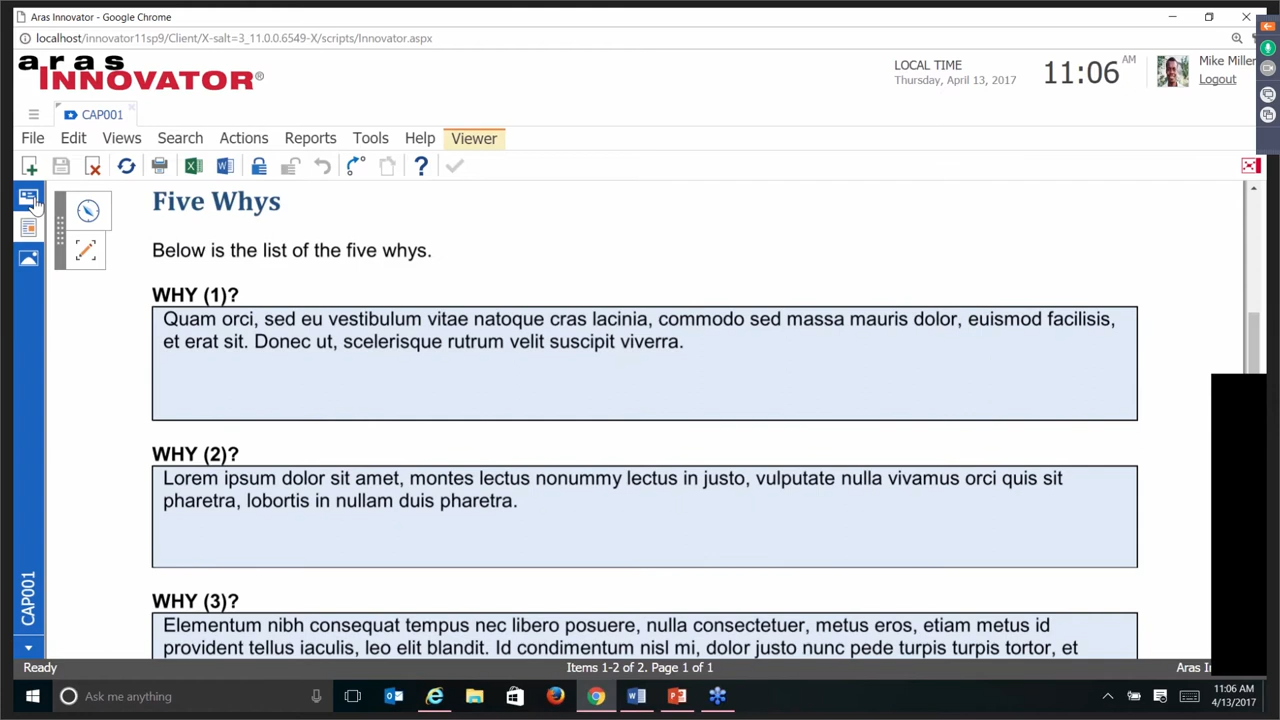 Aras Innovator - Google Chrome
localhost/innovator11sp9/Client/X-salt=3_11.0.0.6549-X/scripts/Innovator.aspx
aras
INNOVATOR®
LOCAL TIME
Thursday, April 13, 2017
11:06 AM
Mike Miller
Logout
CAP001
File Edit Views Search Actions Reports Tools Help Viewer
Five Whys
Below is the list of the five whys.
WHY (1)?
Quam orci, sed eu vestibulum vitae natoque cras lacinia, commodo sed massa mauris dolor, euismod facilisis,
et erat sit. Donec ut, scelerisque rutrum velit suscipit viverra.
WHY (2)?
Lorem ipsum dolor sit amet, montes lectus nonummy lectus in justo, vulputate nulla vivamus orci quis sit
pharetra, lobortis in nullam duis pharetra.
WHY (3)?
Elementum nibh consequat tempus nec libero posuere, nulla consectetuer, metus eros, etiam metus id
provident tellus iaculis, leo elit blandit. Id condimentum nisl mi, dolor justo nunc pede turpis turpis tortor, et
CAP001
Ready
Items 1-2 of 2. Page 1 of 1
Aras
Ask me anything
11:06 AM
4/13/2017